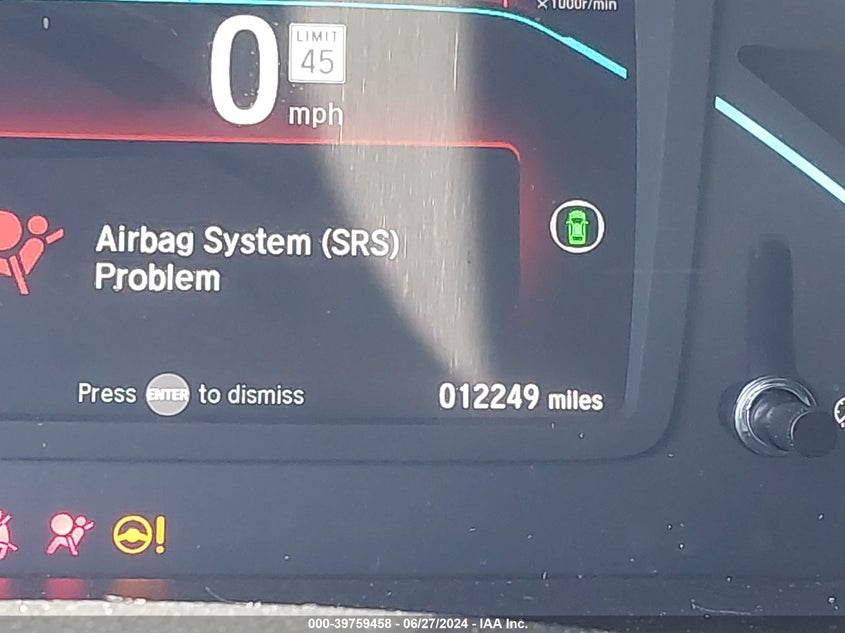 ×1000r/min
0
LIMIT
45
mph
Airbag System (SRS)
Problem
Press ENTER to dismiss
012249 miles
000-39759458 - 06/27/2024 - IAA Inc.